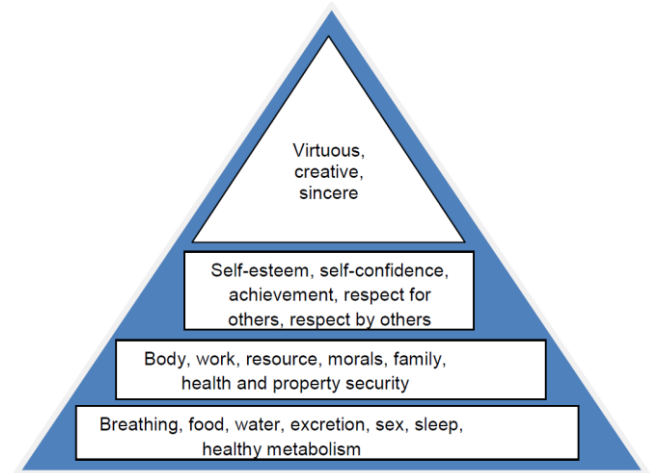 Virtuous,
creative,
sincere
Self-esteem, self-confidence,
achievement, respect for
others, respect by others
Body, work, resource, morals, family,
health and property security
Breathing, food, water, excretion, sex, sleep,
healthy metabolism